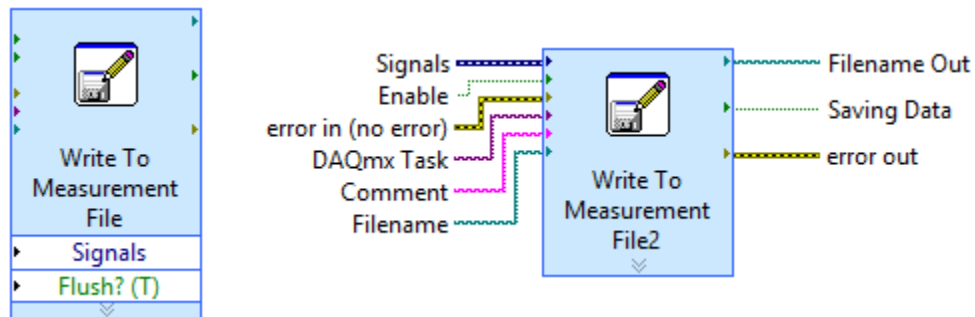 Write To
Measurement
File
Signals
Flush? (T)
Signals
Enable
error in (no error)
DAQmx Task
Comment
Filename
Write To
Measurement
File2
Filename Out
Saving Data
error out